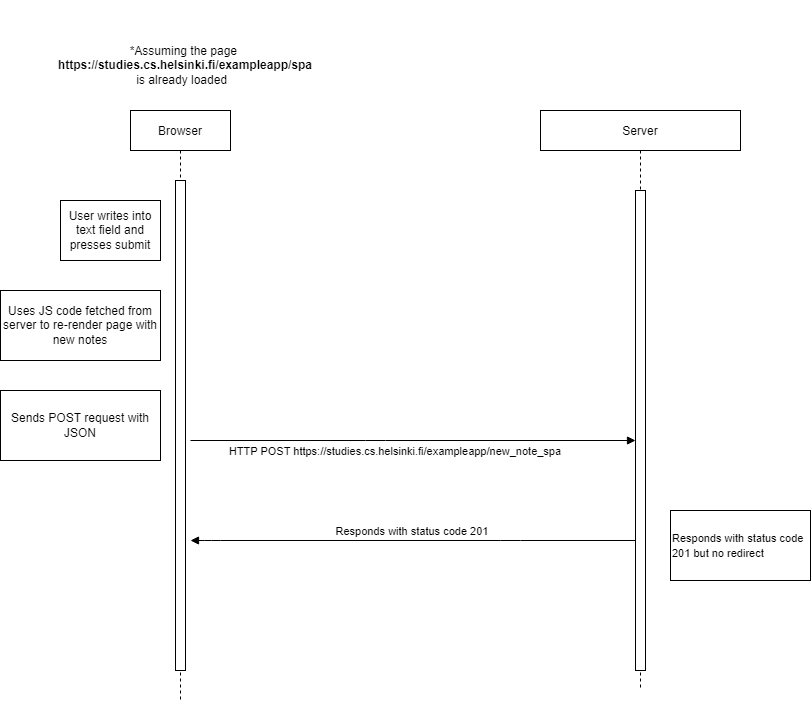 *Assuming the page
https://studies.cs.helsinki.fi/exampleapp/spa
is already loaded
Browser
Server
User writes into
text field and
presses submit
Uses JS code fetched from
server to re-render page with
new notes
Sends POST request with
JSON
HTTP POST https://studies.cs.helsinki.fi/exampleapp/new_note_spa
Responds with status code 201
Responds with status code
201 but no redirect